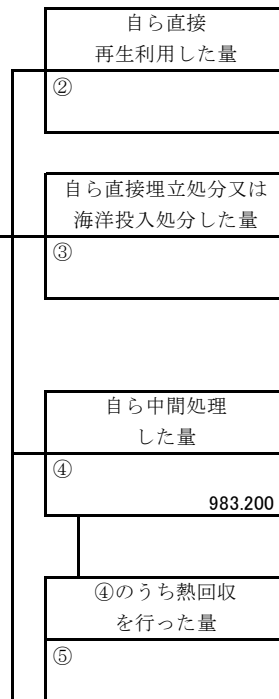 自ら直接
再生利用した量
②
自ら直接埋立処分又は
海洋投入処分した量
③
自ら中間処理
した量
④
983.200
④のうち熱回収
を行った量
⑤